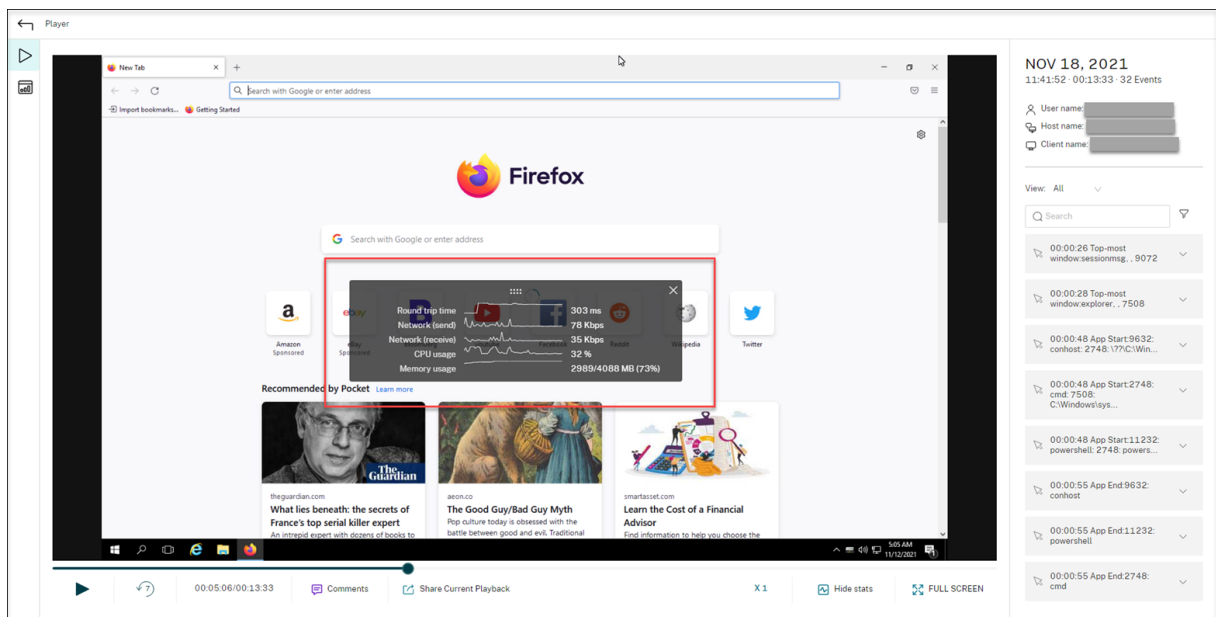 Player
New Tab
Search with Google or enter address
Import bookmarks...
Getting Started
Firefox
Search with Google or enter address
Round trip time 303 ms
Network (send) 78 Kbps
Network (receive) 35 Kbps
CPU usage 32 %
Memory usage 2989/4088 MB (73%)
a
ebay
Amazon
Sponsored
eBay
Sponsored
Facebook
Reddit
Wikipedia
Twitter
Recommended by Pocket Learn more
The
Guardian
theguardian.com
What lies beneath: the secrets of
France's top serial killer expert
An intrepid expert with dozens of books to
aeon.co
The Good Guy/Bad Guy Myth
Pop culture today is obsessed with the
battle between good and evil. Traditional
smartasset.com
Learn the Cost of a Financial
Advisor
Find information to help you choose the
5:05 AM
11/12/2021
00:05:06/00:13:33
Comments
Share Current Playback
X 1
Hide stats
FULL SCREEN
NOV 18, 2021
11:41:52 · 00:13:33 · 32 Events
User name:
Host name:
Client name:
View: All
Search
00:00:26 Top-most
window:sessionmsg, , 9072
00:00:28 Top-most
window:explorer, , 7508
00:00:48 App Start:9632:
conhost: 2748: \??\C:\Win...
00:00:48 App Start:2748:
cmd: 7508:
C:\Windows\sys...
00:00:48 App Start:11232:
powershell: 2748: powers...
00:00:55 App End:9632:
conhost
00:00:55 App End:11232:
powershell
00:00:55 App End:2748:
cmd